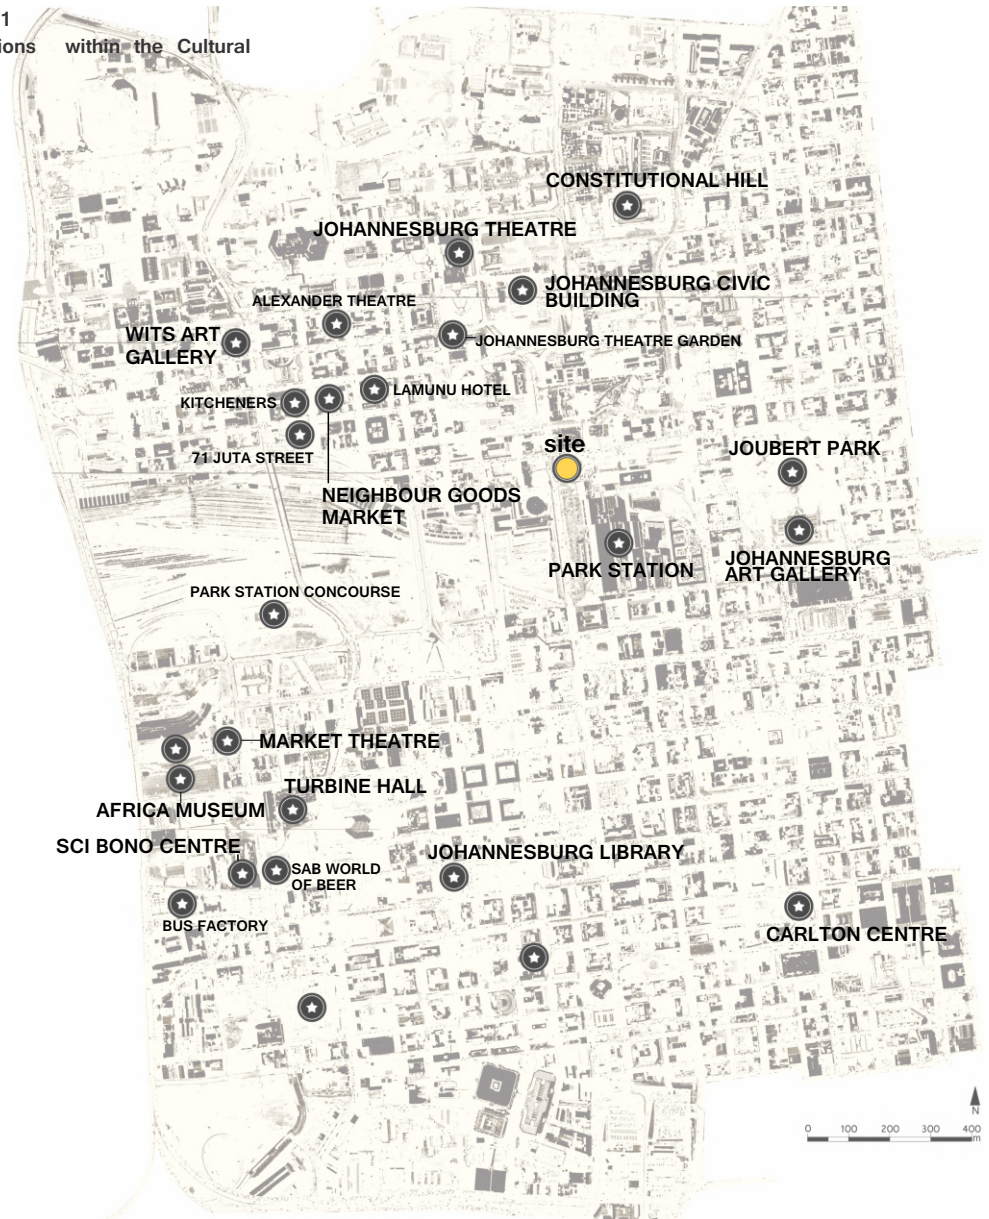 1
ions within the Cultural
CONSTITUTIONAL HILL
JOHANNESBURG THEATRE
JOHANNESBURG CIVIC
BUILDING
ALEXANDER THEATRE
WITS ART
GALLERY
JOHANNESBURG THEATRE GARDEN
LAMUNU HOTEL
KITCHENERS
site
JOUBERT PARK
71 JUTA STREET
NEIGHBOUR GOODS
MARKET
PARK STATION
JOHANNESBURG
ART GALLERY
PARK STATION CONCOURSE
MARKET THEATRE
TURBINE HALL
AFRICA MUSEUM
SCI BONO CENTRE
JOHANNESBURG LIBRARY
SAB WORLD
OF BEER
BUS FACTORY
CARLTON CENTRE
N
0 100 200 300 400
m